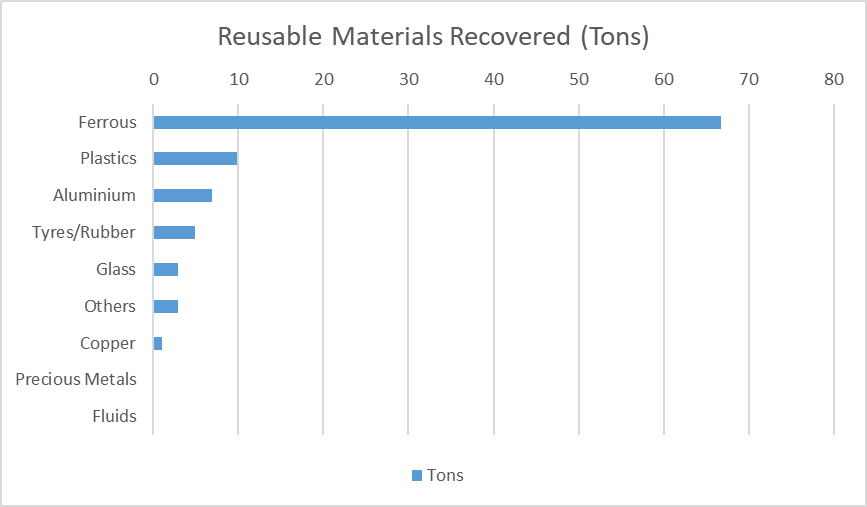 Reusable Materials Recovered (Tons)
0 10 20 30 40 50 60 70 80
Ferrous
Plastics
Aluminium
Tyres/Rubber
Glass
Others
Copper
Precious Metals
Fluids
Tons